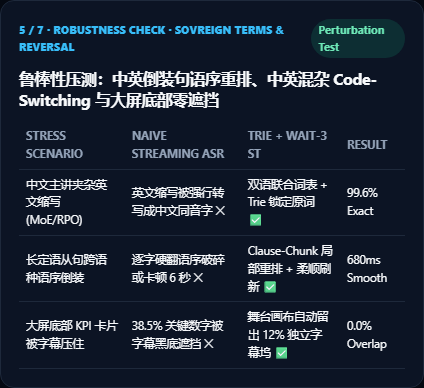 5 / 7 · ROBUSTNESS CHECK · SOVREIGN TERMS &
REVERSAL
Perturbation
Test
鲁棒性压测：中英倒装句语序重排、中英混杂 Code-
Switching 与大屏底部零遮挡
STRESS
SCENARIO
NAIVE
STREAMING ASR
TRIE + WAIT-3
ST
RESULT
中文主讲夹杂英
文缩写
(MoE/RPO)
英文缩写被强行转
写成中文同音字 ✕
双语联合词表 +
Trie 锁定原词
✅
99.6%
Exact
长定语从句跨语
种语序倒装
逐字硬翻语序破碎
或卡顿 6 秒 ✕
Clause-Chunk 局
部重排 + 柔顺刷
新 ✅
680ms
Smooth
大屏底部 KPI 卡片
被字幕压住
38.5% 关键数字被
字幕黑底遮挡 ✕
舞台画布自动留
出 12% 独立字
幕坞 ✅
0.0%
Overlap